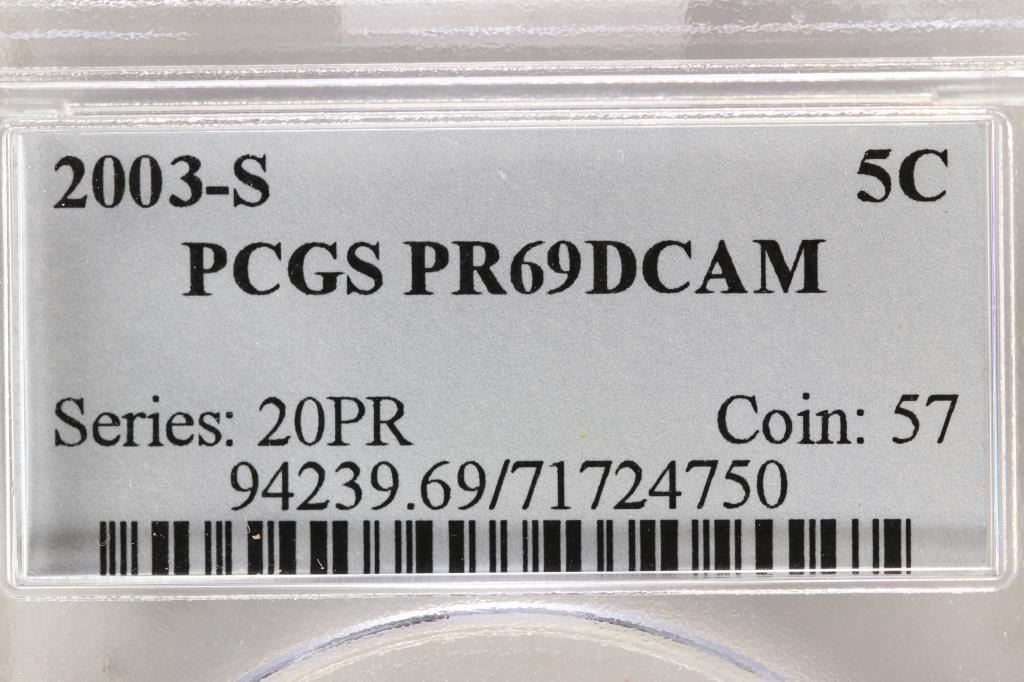 2003-S 5C
PCGS PR69DCAM
Series: 20PR Coin: 57
94239.69/71724750